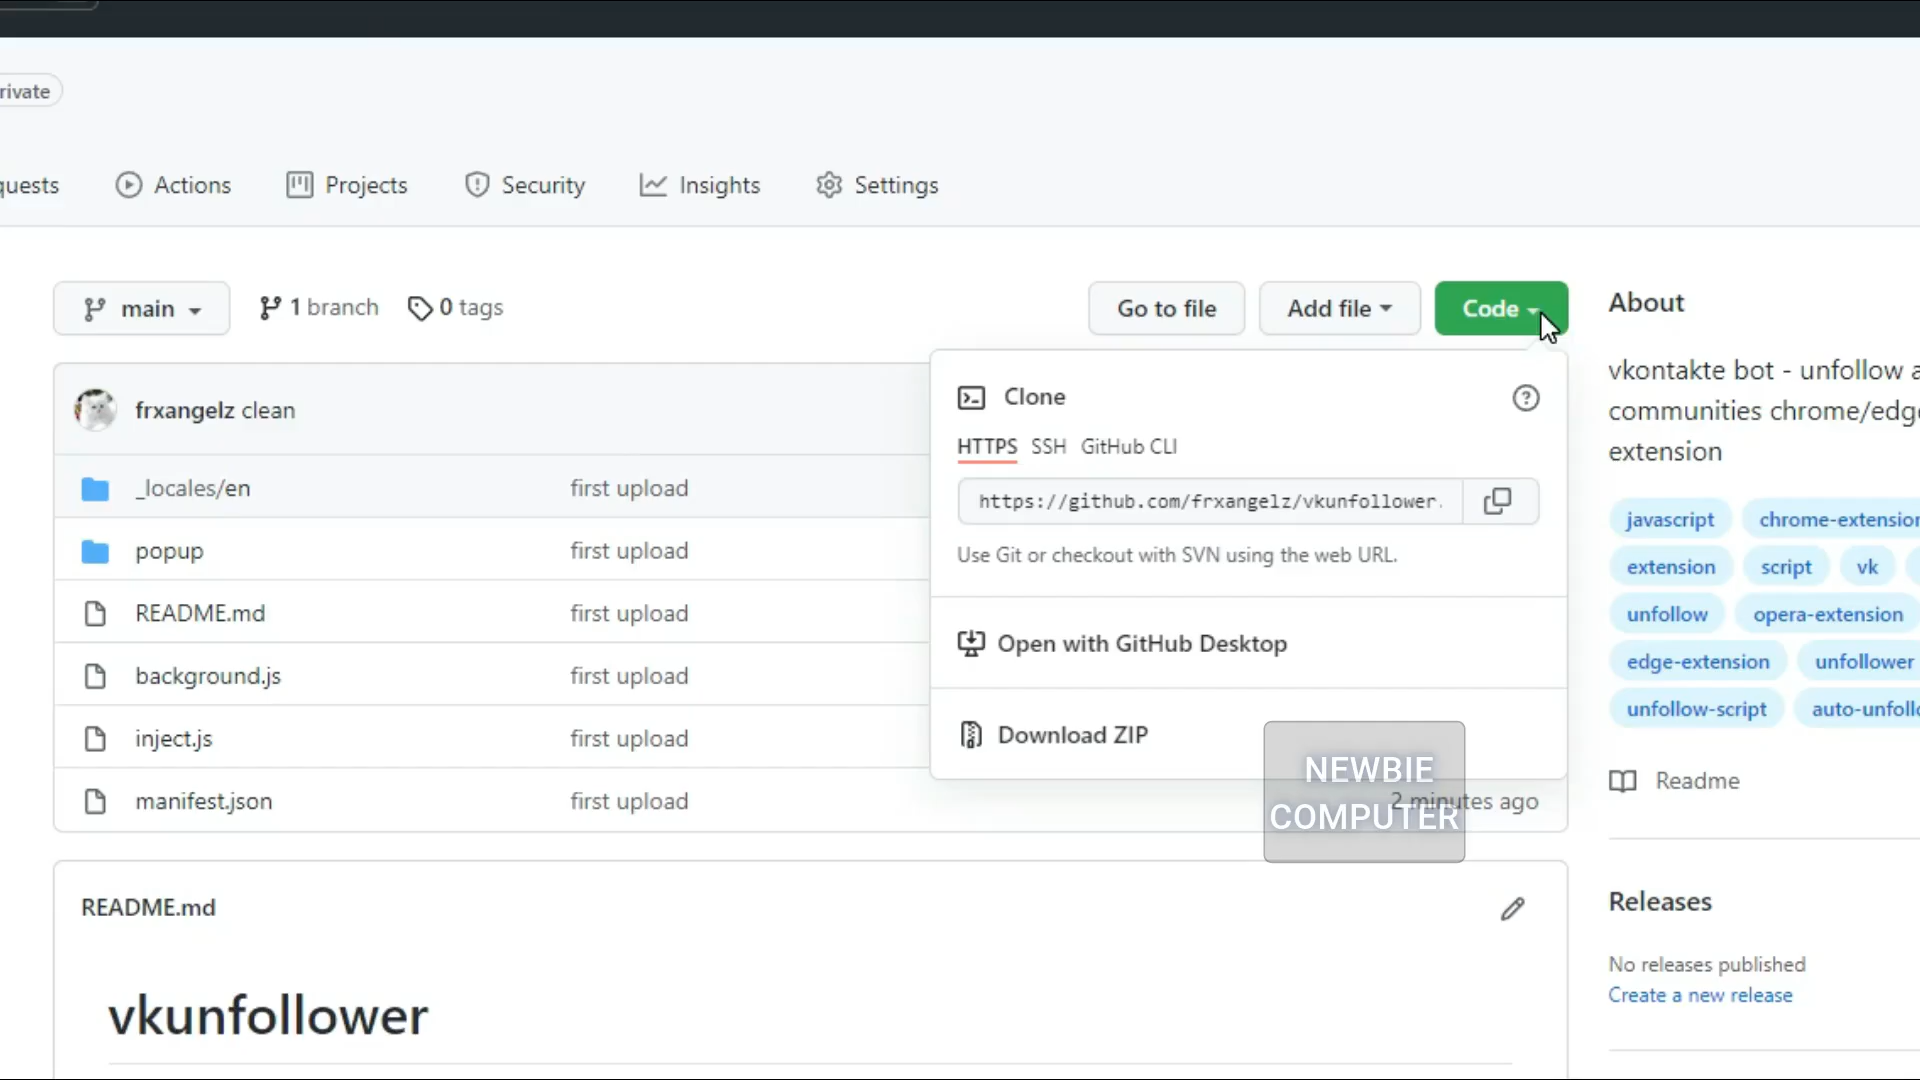 rivate
quests
Actions
Projects
Security
Insights
Settings
main
1 branch
0 tags
Go to file
Add file
Code
About
vkontakte bot - unfollow a
communities chrome/edg
extension
frxangelz clean
Clone
HTTPS SSH GitHub CLI
https://github.com/frxangelz/vkunfollower.
Use Git or checkout with SVN using the web URL.
Open with GitHub Desktop
Download ZIP
_locales/en first upload
popup first upload
README.md first upload
background.js first upload
inject.js first upload
manifest.json first upload 2 minutes ago
NEWBIE
COMPUTER
javascript chrome-extension
extension script vk
unfollow opera-extension
edge-extension unfollower
unfollow-script auto-unfollo
Readme
README.md
vkunfollower
Releases
No releases published
Create a new release